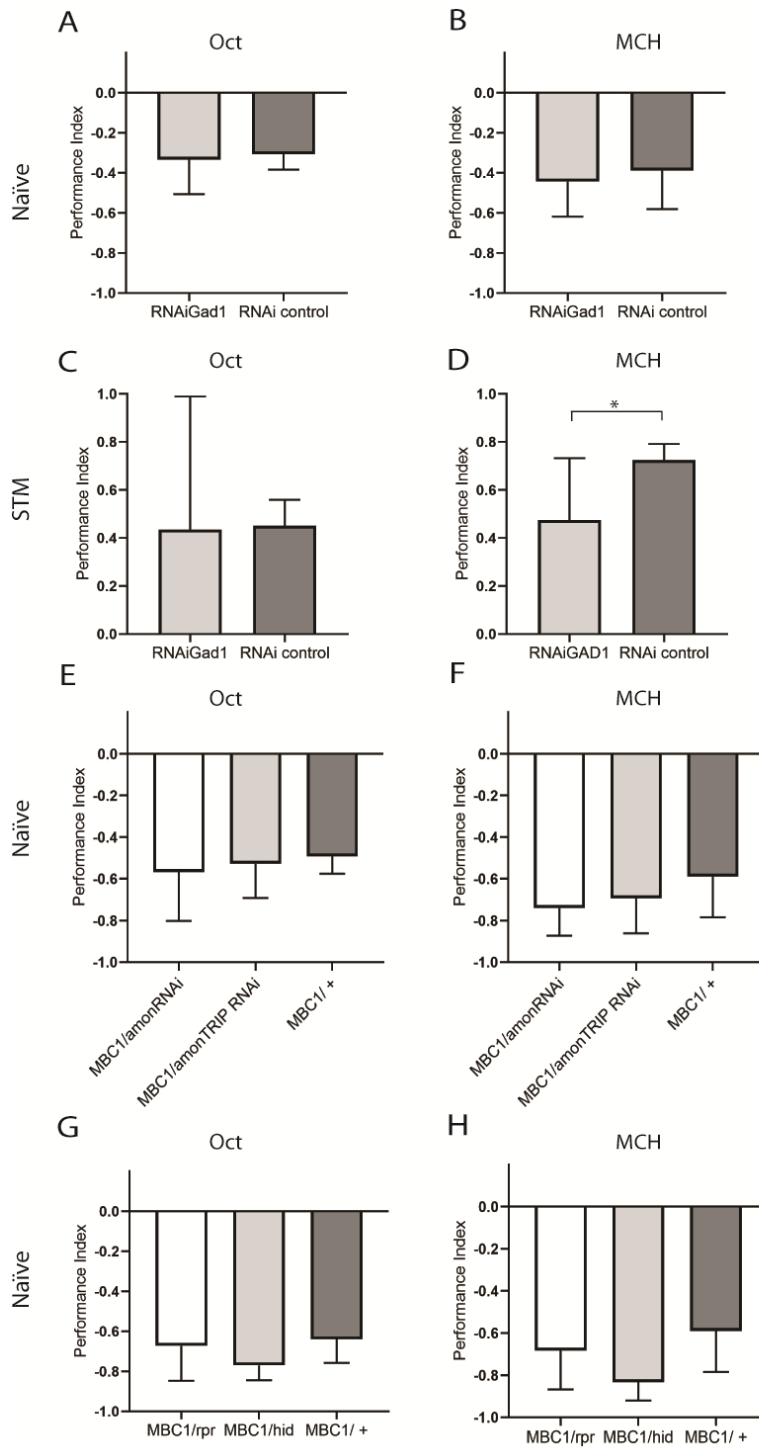 A
Oct
B
MCH
Naïve
Performance Index
0.0
-0.2
-0.4
-0.6
-0.8
-1.0
RNAiGad1
RNAi control
Performance Index
0.0
-0.2
-0.4
-0.6
-0.8
-1.0
RNAiGad1
RNAi control
C
Oct
D
MCH
STM
Performance Index
1.0
0.8
0.6
0.4
0.2
0.0
RNAiGad1
RNAi control
Performance Index
1.0
0.8
0.6
0.4
0.2
0.0
*
RNAiGAD1
RNAi control
E
Oct
F
MCH
Naïve
Performance Index
0.0
-0.2
-0.4
-0.6
-0.8
-1.0
MBC1/amonRNAi
MBC1/amonTRIP RNAi
MBC1/ +
Performance Index
0.0
-0.2
-0.4
-0.6
-0.8
-1.0
MBC1/amonRNAi
MBC1/amonTRIP RNAi
MBC1/ +
G
Oct
H
MCH
Naïve
Performance Index
0.0
-0.2
-0.4
-0.6
-0.8
-1.0
MBC1/rpr
MBC1/hid
MBC1/ +
Performance Index
0.0
-0.2
-0.4
-0.6
-0.8
-1.0
MBC1/rpr
MBC1/hid
MBC1/ +